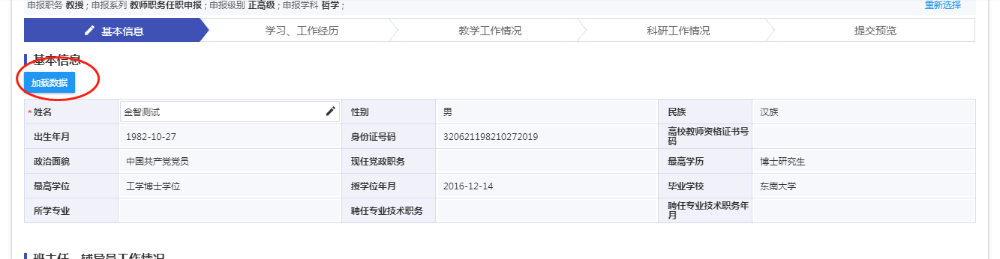 申报职务 教授 ; 申报系列 教师职务任职申报 ; 申报级别 正高级 ; 申报学科 哲学 ; 重新选择
基本信息 学习、工作经历 教学工作情况 科研工作情况 提交预览
基本信息
加载数据
*姓名 金智测试 性别 男 民族 汉族
出生年月 1982-10-27 身份证号码 320621198210272019 高校教师资格证书号
码
政治面貌 中国共产党党员 现任党政职务 最高学历 博士研究生
最高学位 工学博士学位 授学位年月 2016-12-14 毕业学校 东南大学
所学专业 聘任专业技术职务 聘任专业技术职务年
月
班主任、辅导员工作情况